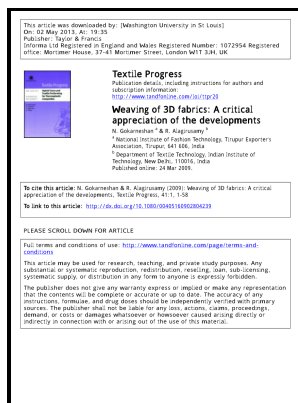 This article was downloaded by: [Washington University in St Louis]
On: 02 May 2013, At: 19:35
Publisher: Taylor & Francis
Informa Ltd Registered in England and Wales Registered Number: 1072954 Registered
office: Mortimer House, 37-41 Mortimer Street, London W1T 3JH, UK
Textile Progress
Publication details, including instructions for authors and
subscription information:
http://www.tandfonline.com/loi/ttpr20
Weaving of 3D fabrics: A critical
appreciation of the developments
N. Gokarneshan a & R. Alagirusamy b
a National Institute of Fashion Technology, Tirupur Exporters
Association, Tirupur, 641 606, India
b Department of Textile Technology, Indian Institute of
Technology, New Delhi, 110016, India
Published online: 24 Mar 2009.
To cite this article: N. Gokarneshan & R. Alagirusamy (2009): Weaving of 3D fabrics: A critical
appreciation of the developments, Textile Progress, 41:1, 1-58
To link to this article: http://dx.doi.org/10.1080/00405160902804239
PLEASE SCROLL DOWN FOR ARTICLE
Full terms and conditions of use: http://www.tandfonline.com/page/terms-and-
conditions
This article may be used for research, teaching, and private study purposes. Any
substantial or systematic reproduction, redistribution, reselling, loan, sub-licensing,
systematic supply, or distribution in any form to anyone is expressly forbidden.
The publisher does not give any warranty express or implied or make any representation
that the contents will be complete or accurate or up to date. The accuracy of any
instructions, formulae, and drug doses should be independently verified with primary
sources. The publisher shall not be liable for any loss, actions, claims, proceedings,
demand, or costs or damages whatsoever or howsoever caused arising directly or
indirectly in connection with or arising out of the use of this material.